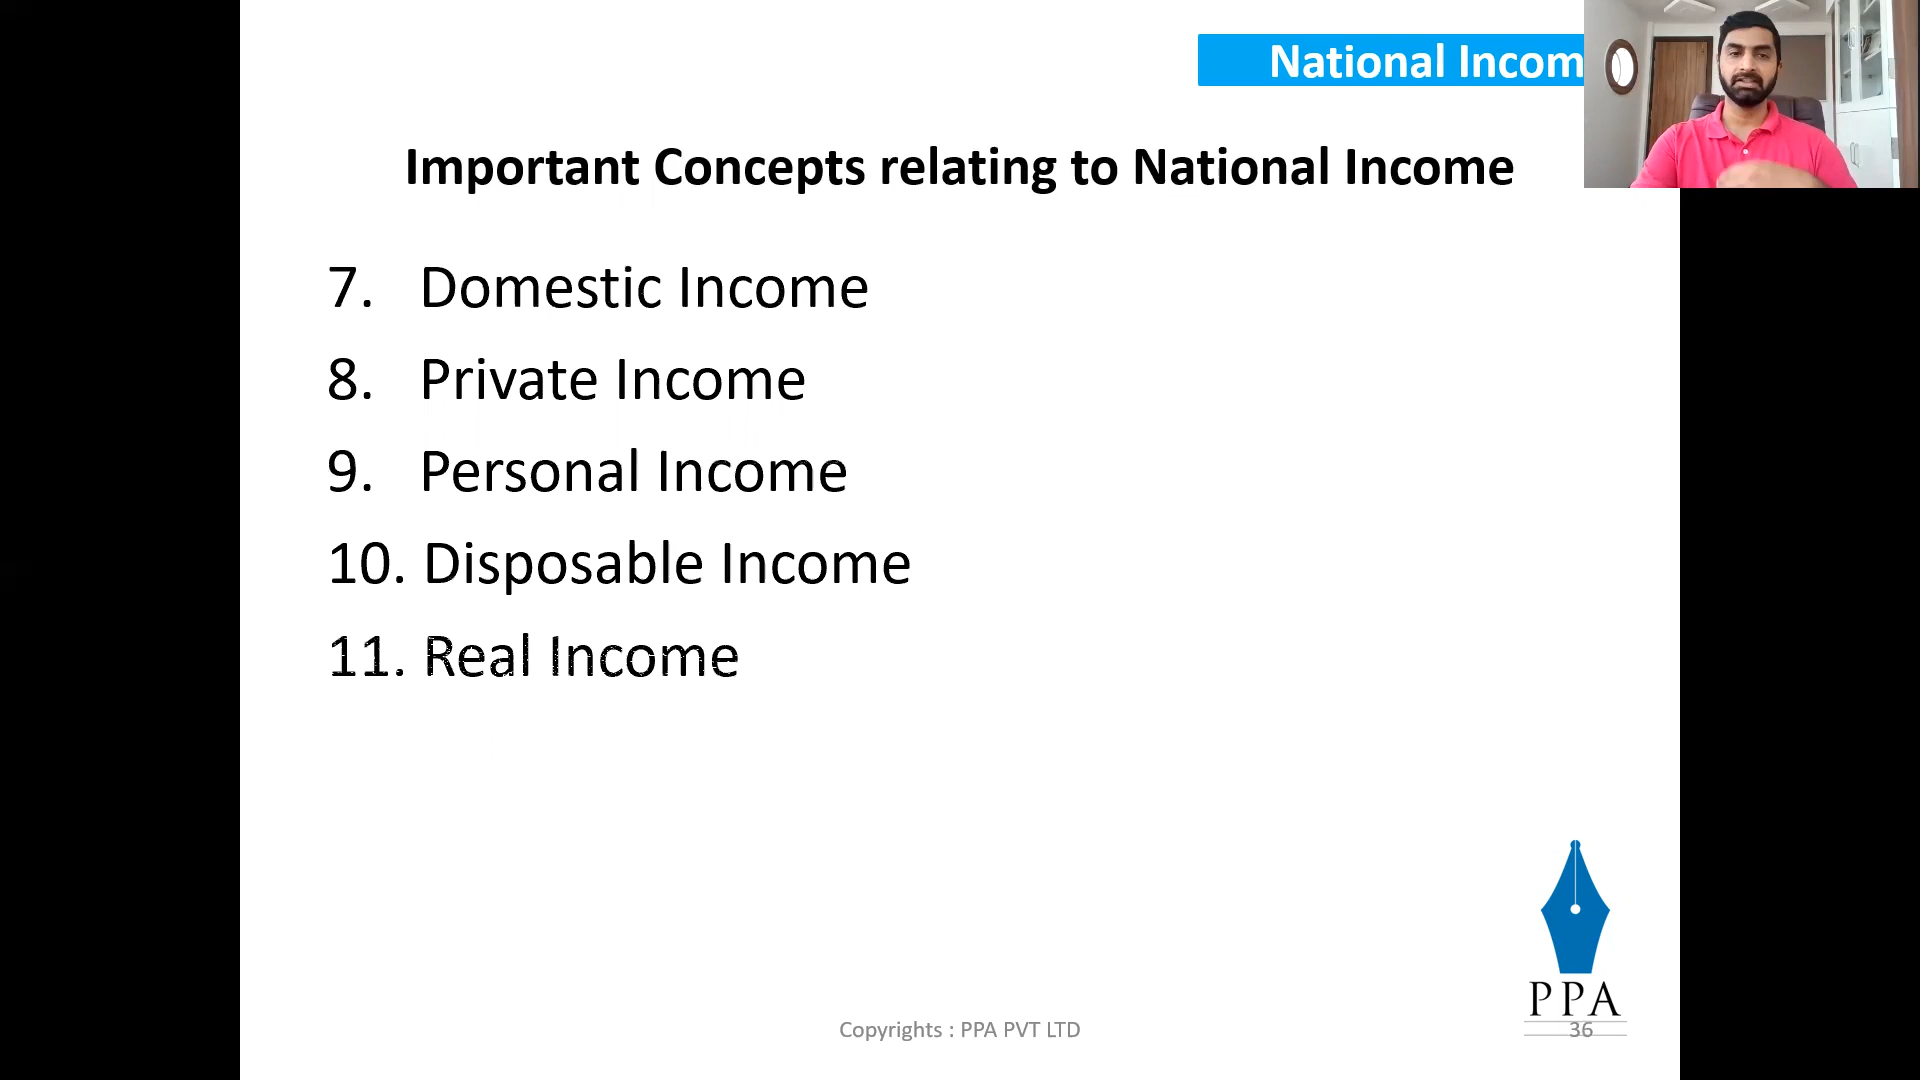 National Incom
Important Concepts relating to National Income
7. Domestic Income
8. Private Income
9. Personal Income
10. Disposable Income
11. Real Income
PPA
Copyrights : PPA PVT LTD
36